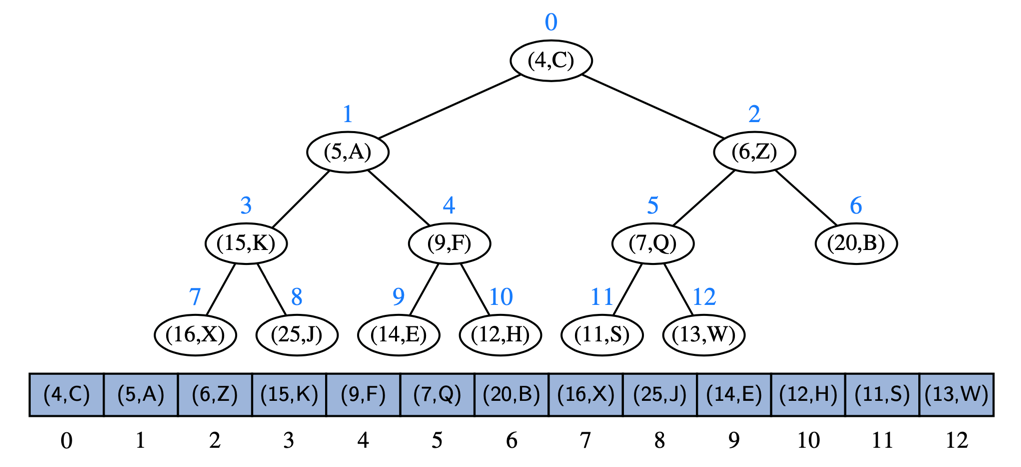 0
(4,C)
1 2
(5,A) (6,Z)
3 4 5 6
(15,K) (9,F) (7,Q) (20,B)
7 8 9 10 11 12
(16,X) (25,J) (14,E) (12,H) (11,S) (13,W)
(4,C) (5,A) (6,Z) (15,K) (9,F) (7,Q) (20,B) (16,X) (25,J) (14,E) (12,H) (11,S) (13,W)
0 1 2 3 4 5 6 7 8 9 10 11 12